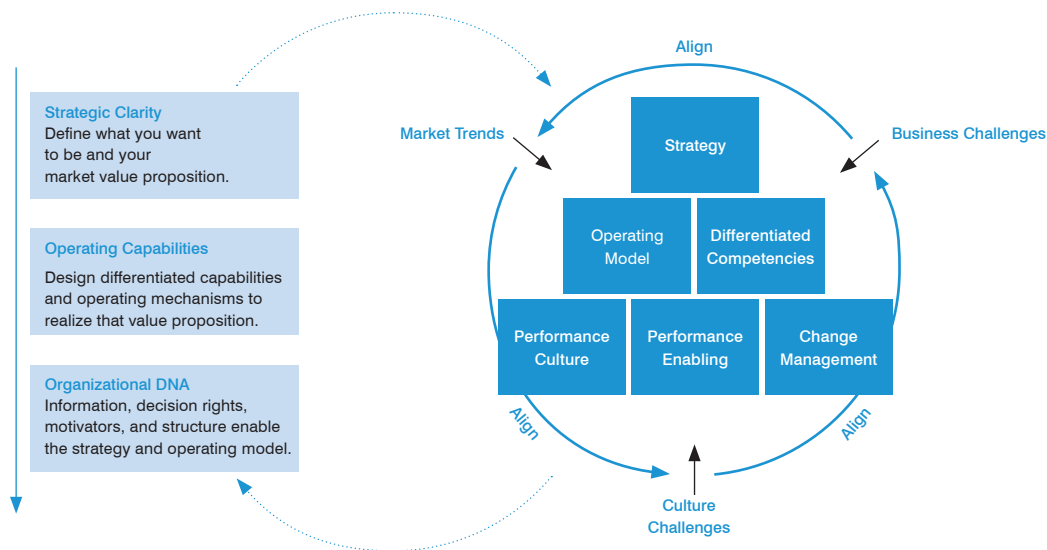 Strategic Clarity
Define what you want
to be and your
market value proposition.
Operating Capabilities
Design differentiated capabilities
and operating mechanisms to
realize that value proposition.
Organizational DNA
Information, decision rights,
motivators, and structure enable
the strategy and operating model.
Align
Market Trends
Business Challenges
Strategy
Operating
Model
Differentiated
Competencies
Performance
Culture
Performance
Enabling
Change
Management
Align
Align
Culture
Challenges